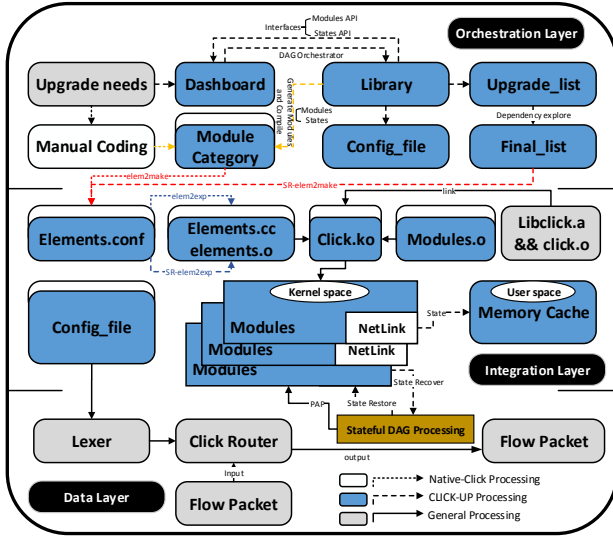 Modules API
Interfaces
States API
Orchestration Layer
DAG Orchestrator
Upgrade needs
Dashboard
Library
Upgrade_list
Generate Modules
and Compile
Modules
States
Dependency explore
Manual Coding
Module
Category
Config_file
Final_list
elem2make
SR-elem2make
elem2exp
link
Elements.conf
Elements.cc
elements.o
Click.ko
Modules.o
Libclick.a
&& click.o
SR-elem2exp
Kernel space
User space
Config_file
Modules
NetLink
State
Memory Cache
Modules
NetLink
Modules
State Recover
Integration Layer
State Restore
PAP
Stateful DAG Processing
Lexer
Click Router
Flow Packet
output
Input
Data Layer
Flow Packet
Native-Click Processing
CLICK-UP Processing
General Processing